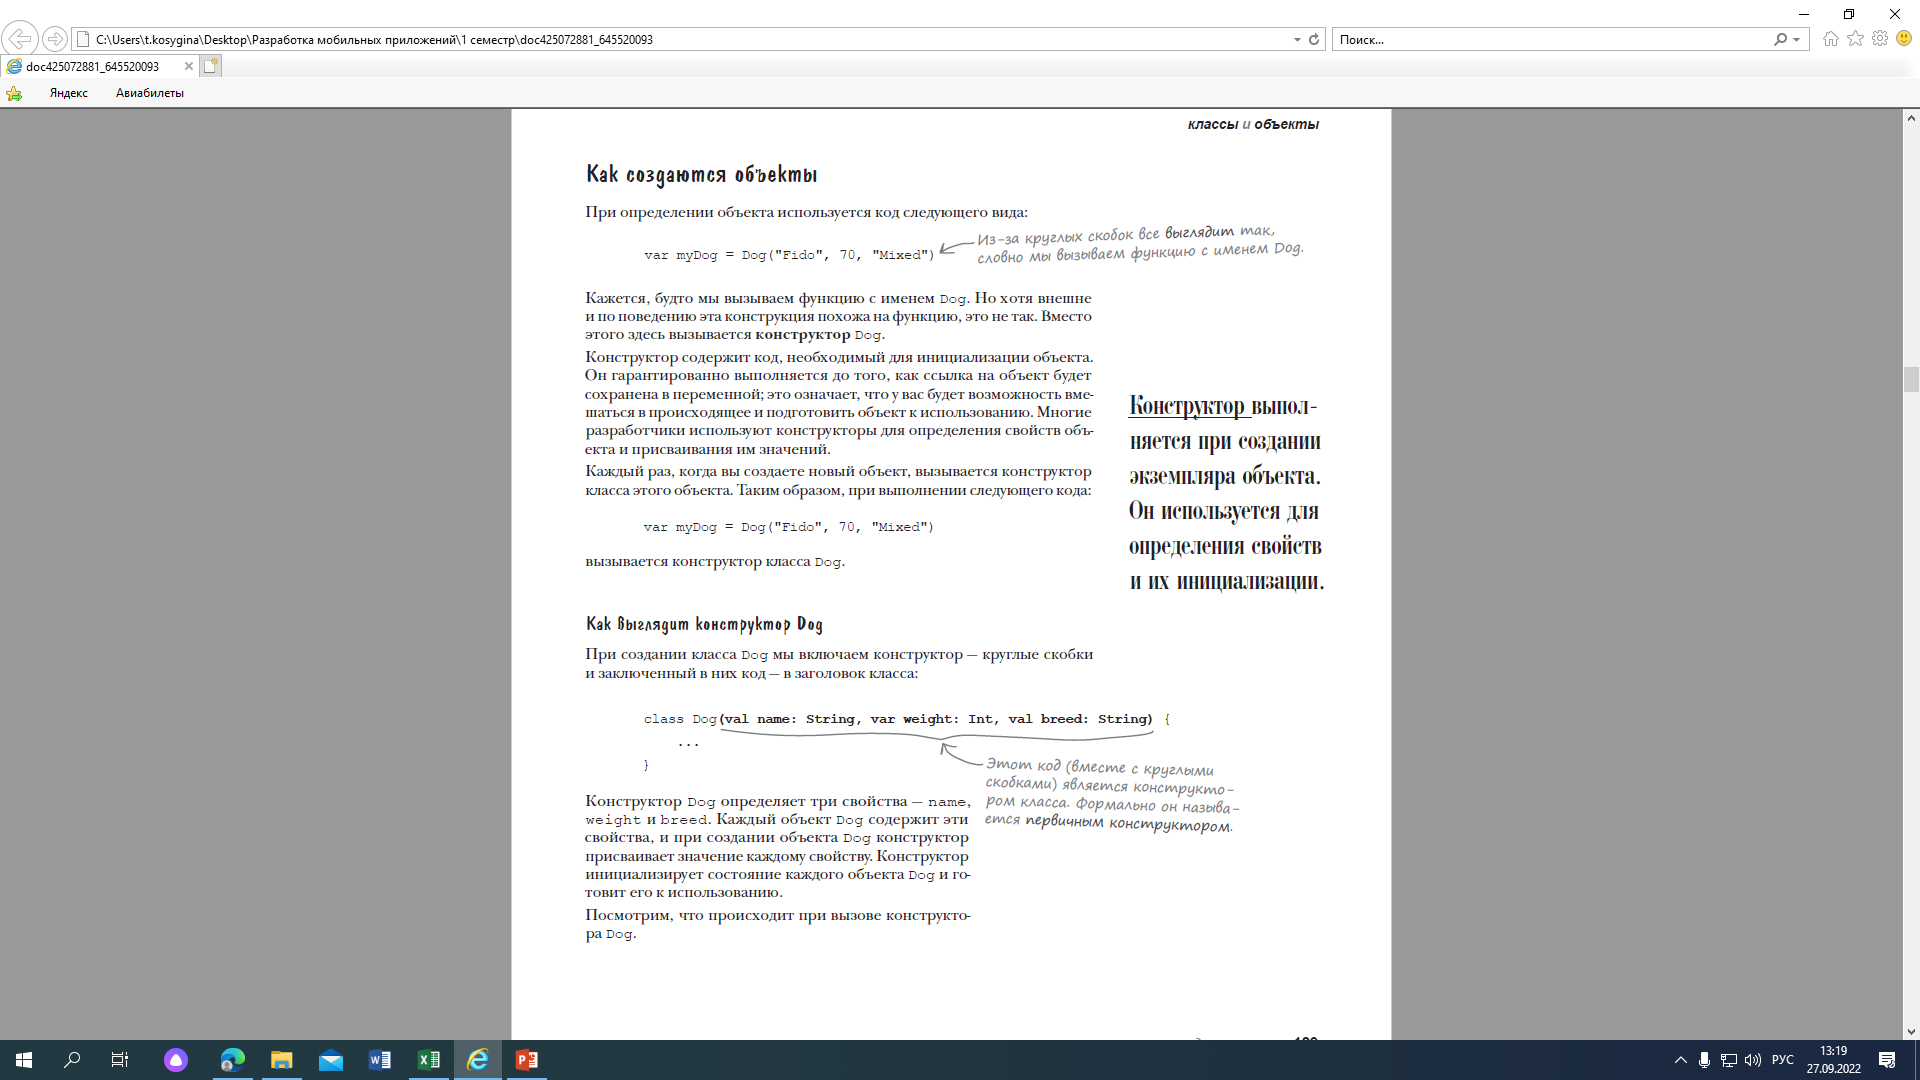 C:\Users\t.kosygina\Desktop\Разработка мобильных приложений\1 семестр\doc425072881_645520093
Поиск...
doc425072881_645520093
Яндекс
Авиабилеты
классы и объекты
Как создаются объекты
При определении объекта используется код следующего вида:
var myDog = Dog("Fido", 70, "Mixed")
Из-за круглых скобок все выглядит так,
словно мы вызываем функцию с именем Dog.
Кажется, будто мы вызываем функцию с именем Dog. Но хотя внешне
и по поведению эта конструкция похожа на функцию, это не так. Вместо
этого здесь вызывается конструктор Dog.
Конструктор содержит код, необходимый для инициализации объекта.
Он гарантированно выполняется до того, как ссылка на объект будет
сохранена в переменной; это означает, что у вас будет возможность вме-
шаться в происходящее и подготовить объект к использованию. Многие
разработчики используют конструкторы для определения свойств объ-
екта и присваивания им значений.
Каждый раз, когда вы создаете новый объект, вызывается конструктор
класса этого объекта. Таким образом, при выполнении следующего кода:
var myDog = Dog("Fido", 70, "Mixed")
вызывается конструктор класса Dog.
Конструктор выпол-
няется при создании
экземпляра объекта.
Он используется для
определения свойств
и их инициализации.
Как выглядит конструктор Dog
При создании класса Dog мы включаем конструктор — круглые скобки
и заключенный в них код — в заголовок класса:
class Dog(val name: String, var weight: Int, val breed: String) {
...
}
Этот код (вместе с круглыми
скобками) является конструкто-
ром класса. Формально он называ-
ется первичным конструктором.
Конструктор Dog определяет три свойства — name,
weight и breed. Каждый объект Dog содержит эти
свойства, и при создании объекта Dog конструктор
присваивает значение каждому свойству. Конструктор
инициализирует состояние каждого объекта Dog и го-
товит его к использованию.
Посмотрим, что происходит при вызове конструкто-
ра Dog.
РУС
13:19
27.09.2022